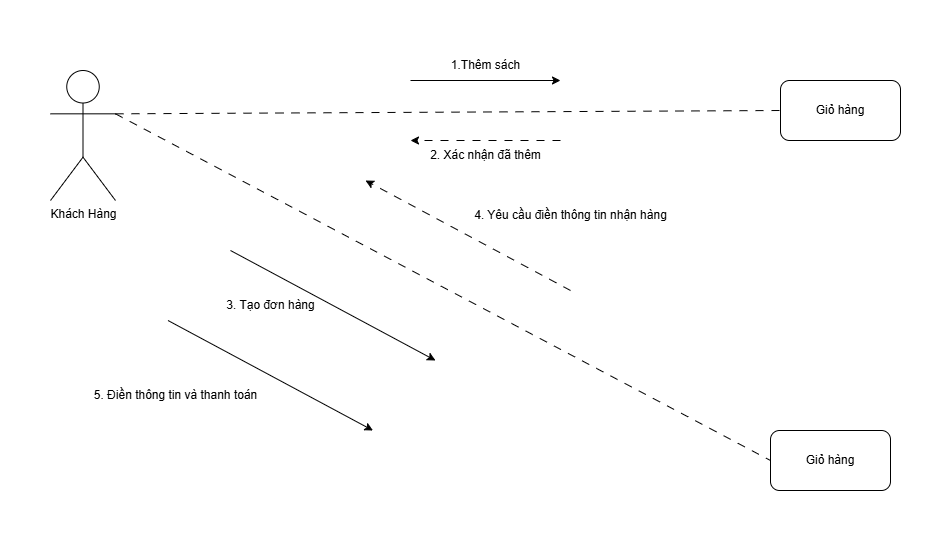 1.Thêm sách
Giỏ hàng
2. Xác nhận đã thêm
Khách Hàng
4. Yêu cầu điền thông tin nhận hàng
3. Tạo đơn hàng
5. Điền thông tin và thanh toán
Giỏ hàng